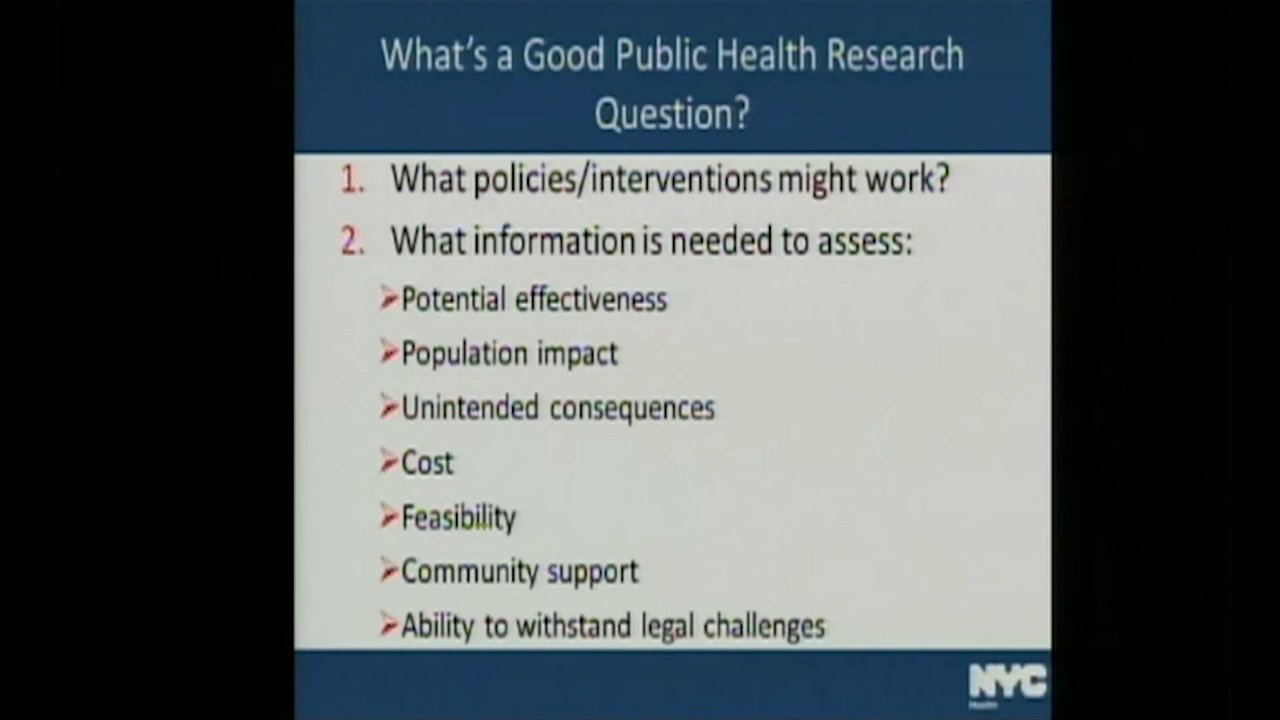 What's a Good Public Health Research
Question?
1. What policies/interventions might work?
2. What information is needed to assess:
➢Potential effectiveness
➢Population impact
➢Unintended consequences
➢Cost
➢Feasibility
➢Community support
➢Ability to withstand legal challenges
NYC
Health